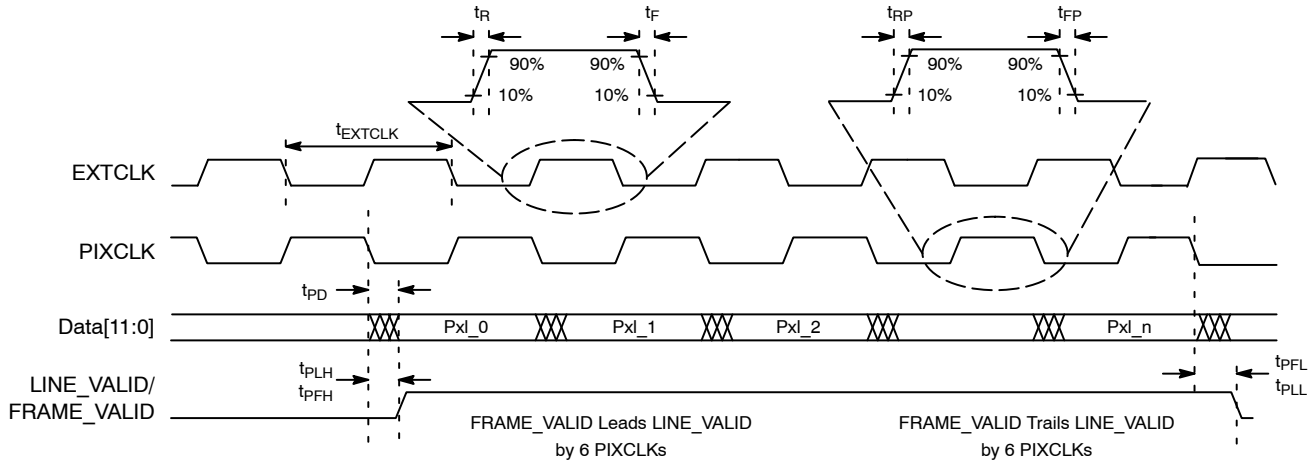 tR tF tRP tFP
90% 90% 90% 90%
10% 10% 10% 10%
tEXTCLK
EXTCLK
PIXCLK
tPD
Data[11:0] Pxl_0 Pxl_1 Pxl_2 Pxl_n
tPLH tPFL
LINE_VALID/ tPFH tPLL
FRAME_VALID
FRAME_VALID Leads LINE_VALID FRAME_VALID Trails LINE_VALID
by 6 PIXCLKs by 6 PIXCLKs